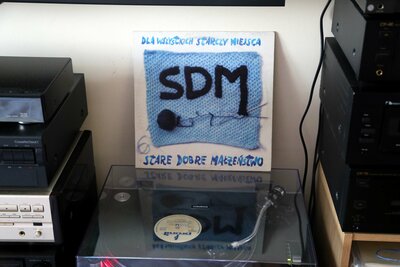 DLA WSZYSTKICH STARCZY MIEJSCA
SDM
STARE DOBRE MAŁŻEŃSTWO